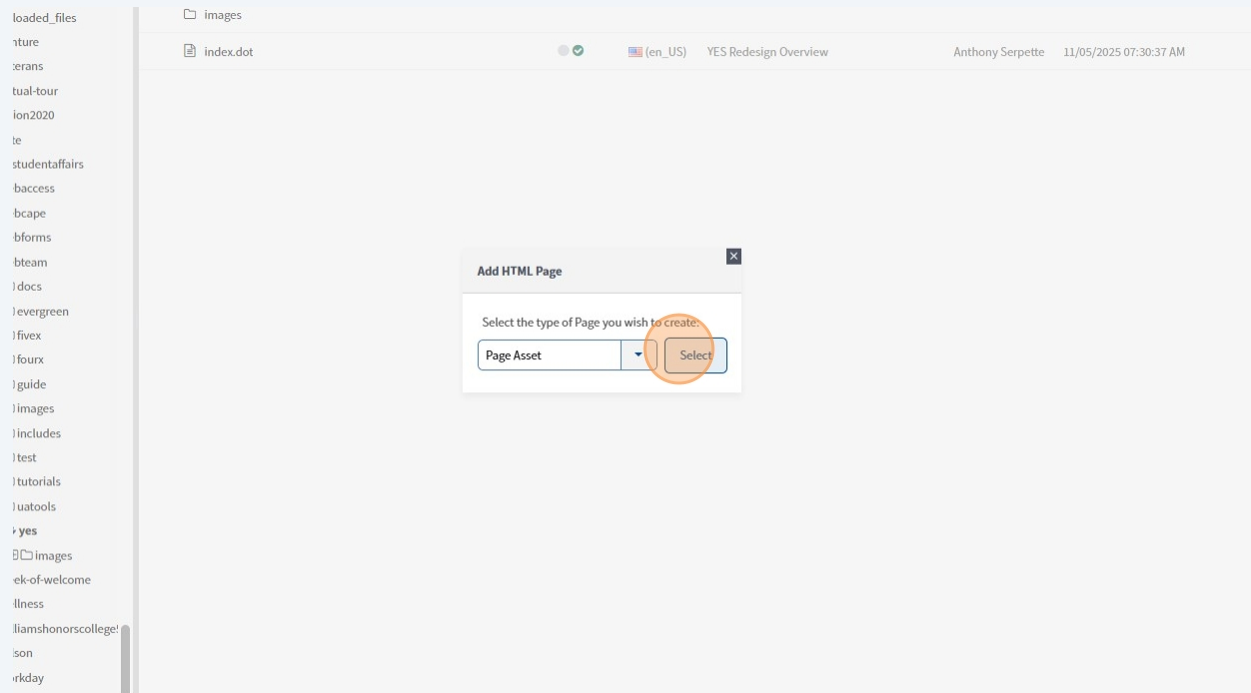 loaded_files
nture
terans
tual-tour
ion2020
te
studentaffairs
baccess
bcape
bforms
bteam
docs
evergreen
fivex
fourx
guide
images
includes
test
tutorials
uatools
yes
images
ek-of-welcome
llness
lliamshonorscollege!
lson
rkday
images
index.dot (en_US) YES Redesign Overview Anthony Serpette 11/05/2025 07:30:37 AM
Add HTML Page
Select the type of Page you wish to create:
Page Asset Select